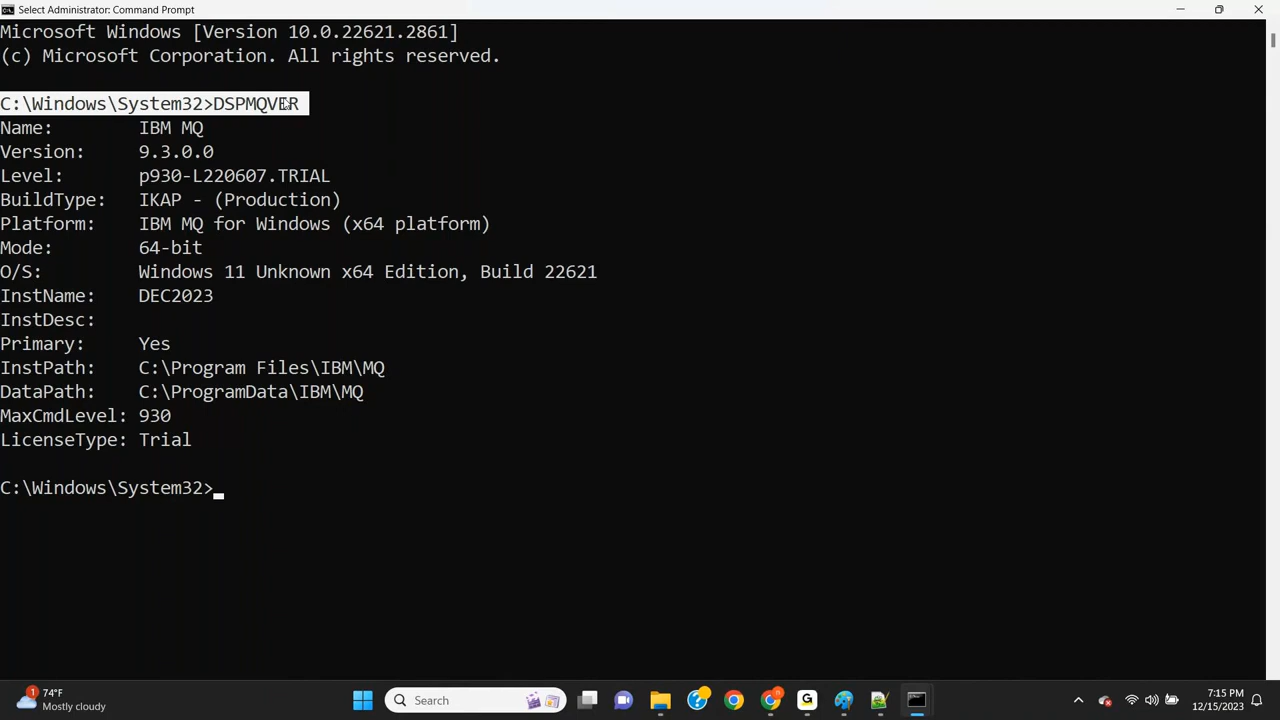 Select Administrator: Command Prompt
Microsoft Windows [Version 10.0.22621.2861]
(c) Microsoft Corporation. All rights reserved.
C:\Windows\System32>DSPMQVER
Name: IBM MQ
Version: 9.3.0.0
Level: p930-L220607.TRIAL
BuildType: IKAP - (Production)
Platform: IBM MQ for Windows (x64 platform)
Mode: 64-bit
O/S: Windows 11 Unknown x64 Edition, Build 22621
InstName: DEC2023
InstDesc:
Primary: Yes
InstPath: C:\Program Files\IBM\MQ
DataPath: C:\ProgramData\IBM\MQ
MaxCmdLevel: 930
LicenseType: Trial
C:\Windows\System32>
1
74°F
Mostly cloudy
Search
7:15 PM
12/15/2023